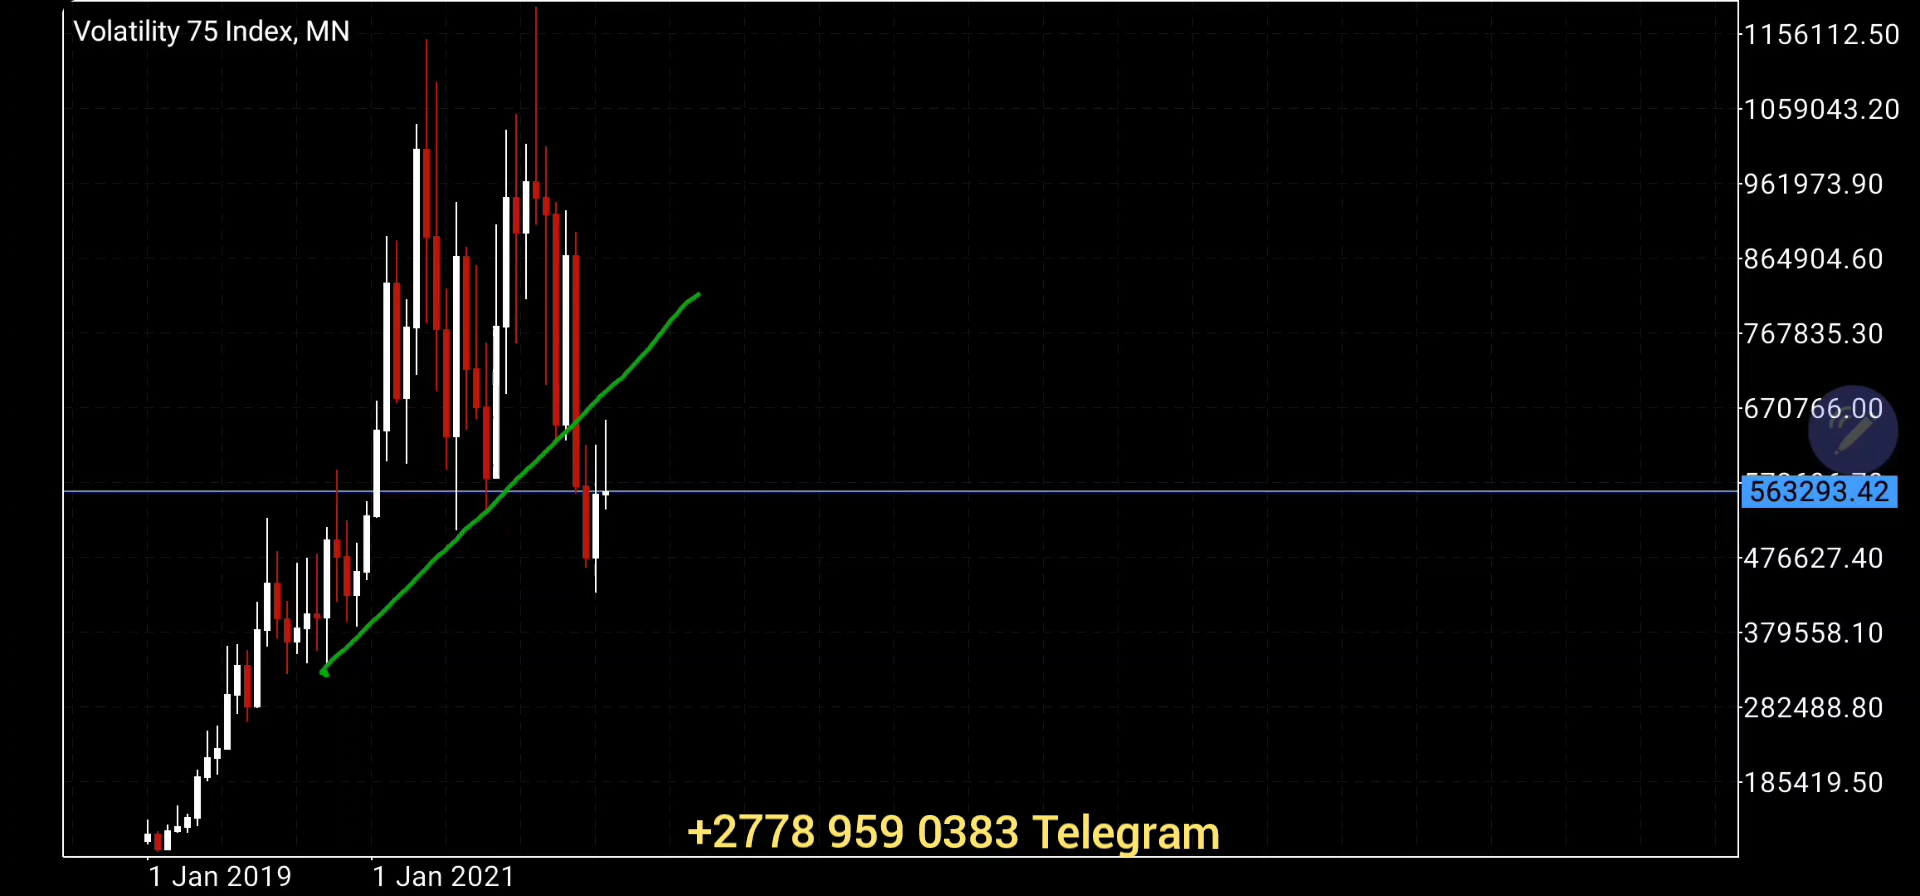 Volatility 75 Index, MN
1156112.50
1059043.20
961973.90
864904.60
767835.30
670766.00
563293.42
476627.40
379558.10
282488.80
185419.50
+2778 959 0383 Telegram
1 Jan 2019
1 Jan 2021